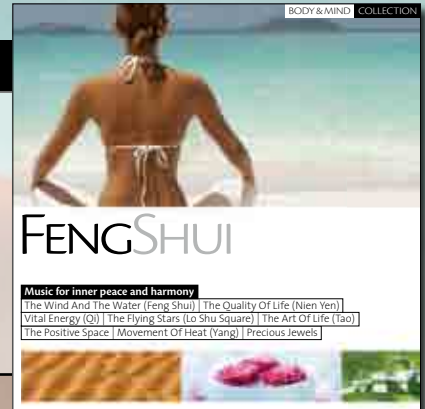 BODY & MIND COLLECTION
FENGSHUI
Music for inner peace and harmony
The Wind And The Water (Feng Shui) | The Quality Of Life (Nien Yen)
Vital Energy (Qi) | The Flying Stars (Lo Shu Square) | The Art Of Life (Tao)
The Positive Space | Movement Of Heat (Yang) | Precious Jewels